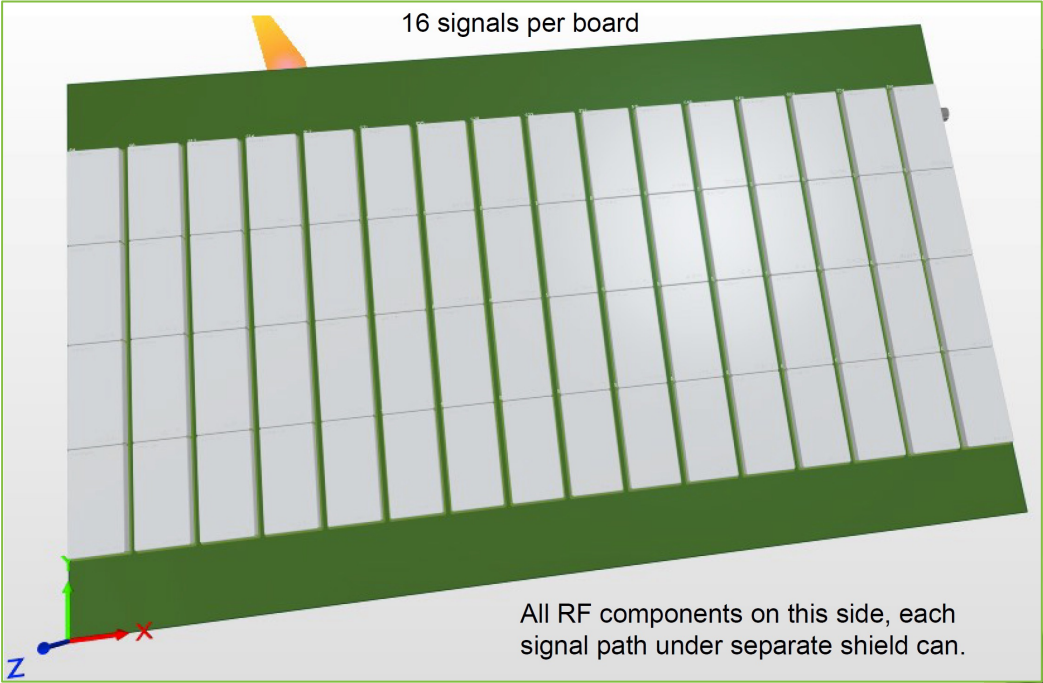 16 signals per board
All RF components on this side, each
signal path under separate shield can.
Y
X
Z